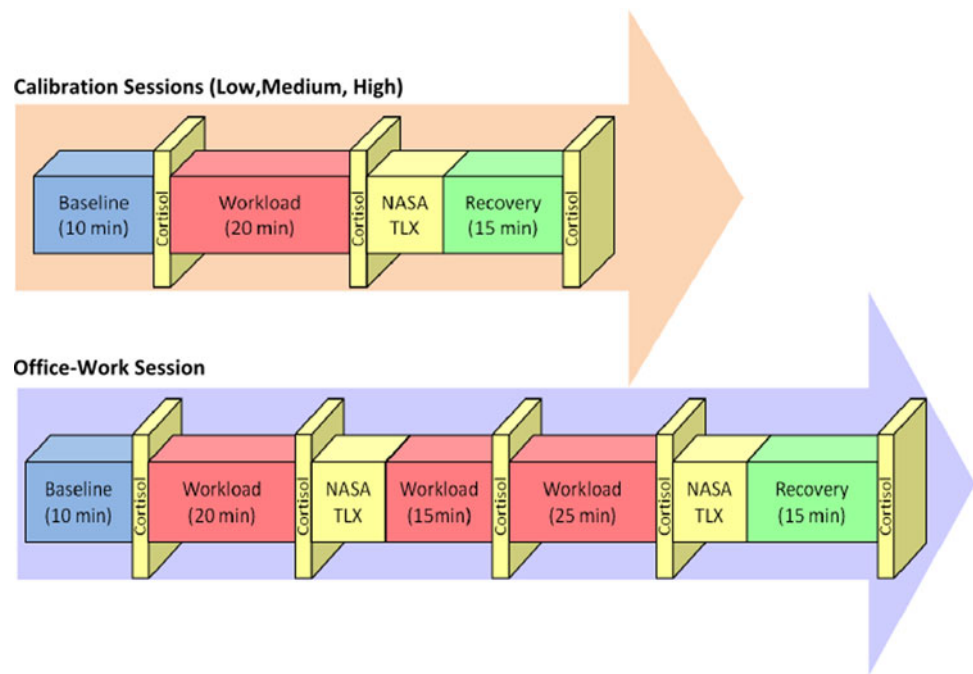 Calibration Sessions (Low,Medium, High)
Baseline
(10 min)
Cortisol
Workload
(20 min)
Cortisol
NASA
TLX
Recovery
(15 min)
Cortisol
Office-Work Session
Baseline
(10 min)
Cortisol
Workload
(20 min)
Cortisol
NASA
TLX
Workload
(15min)
Cortisol
Workload
(25 min)
Cortisol
NASA
TLX
Recovery
(15 min)
Cortisol